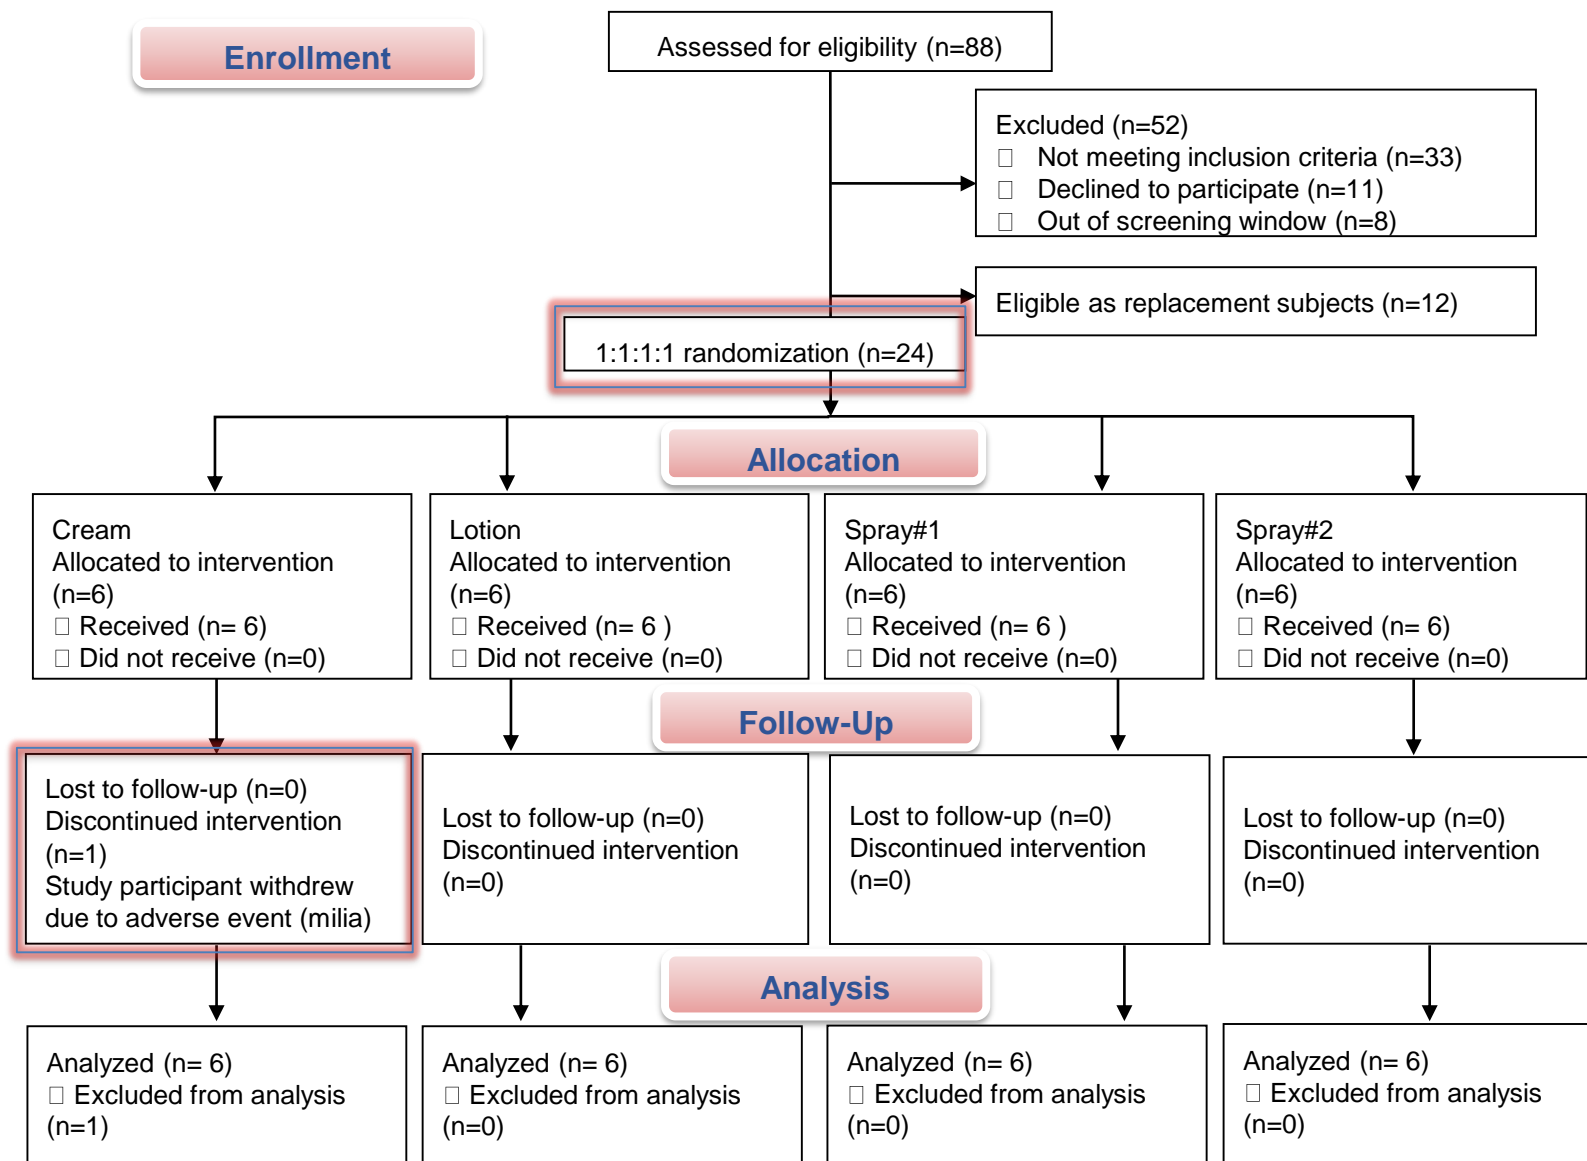 Enrollment
Assessed for eligibility (n=88)
Excluded (n=52)
□ Not meeting inclusion criteria (n=33)
□ Declined to participate (n=11)
□ Out of screening window (n=8)
Eligible as replacement subjects (n=12)
1:1:1:1 randomization (n=24)
Allocation
Cream
Allocated to intervention
(n=6)
□ Received (n= 6)
□ Did not receive (n=0)
Lotion
Allocated to intervention
(n=6)
□ Received (n= 6 )
□ Did not receive (n=0)
Spray#1
Allocated to intervention
(n=6)
□ Received (n= 6 )
□ Did not receive (n=0)
Spray#2
Allocated to intervention
(n=6)
□ Received (n= 6)
□ Did not receive (n=0)
Follow-Up
Lost to follow-up (n=0)
Discontinued intervention
(n=1)
Study participant withdrew
due to adverse event (milia)
Lost to follow-up (n=0)
Discontinued intervention
(n=0)
Lost to follow-up (n=0)
Discontinued intervention
(n=0)
Lost to follow-up (n=0)
Discontinued intervention
(n=0)
Analysis
Analyzed (n= 6)
□ Excluded from analysis
(n=1)
Analyzed (n= 6)
□ Excluded from analysis
(n=0)
Analyzed (n= 6)
□ Excluded from analysis
(n=0)
Analyzed (n= 6)
□ Excluded from analysis
(n=0)